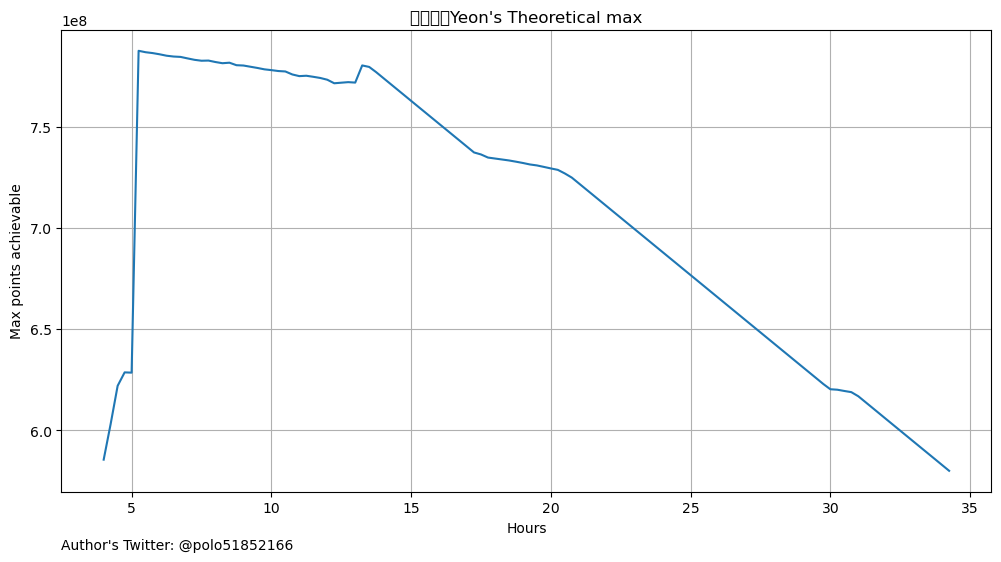 Yeon's Theoretical max
1e8
7.5
7.0
6.5
6.0
Max points achievable
5
10
15
20
25
30
35
Hours
Author's Twitter: @polo51852166